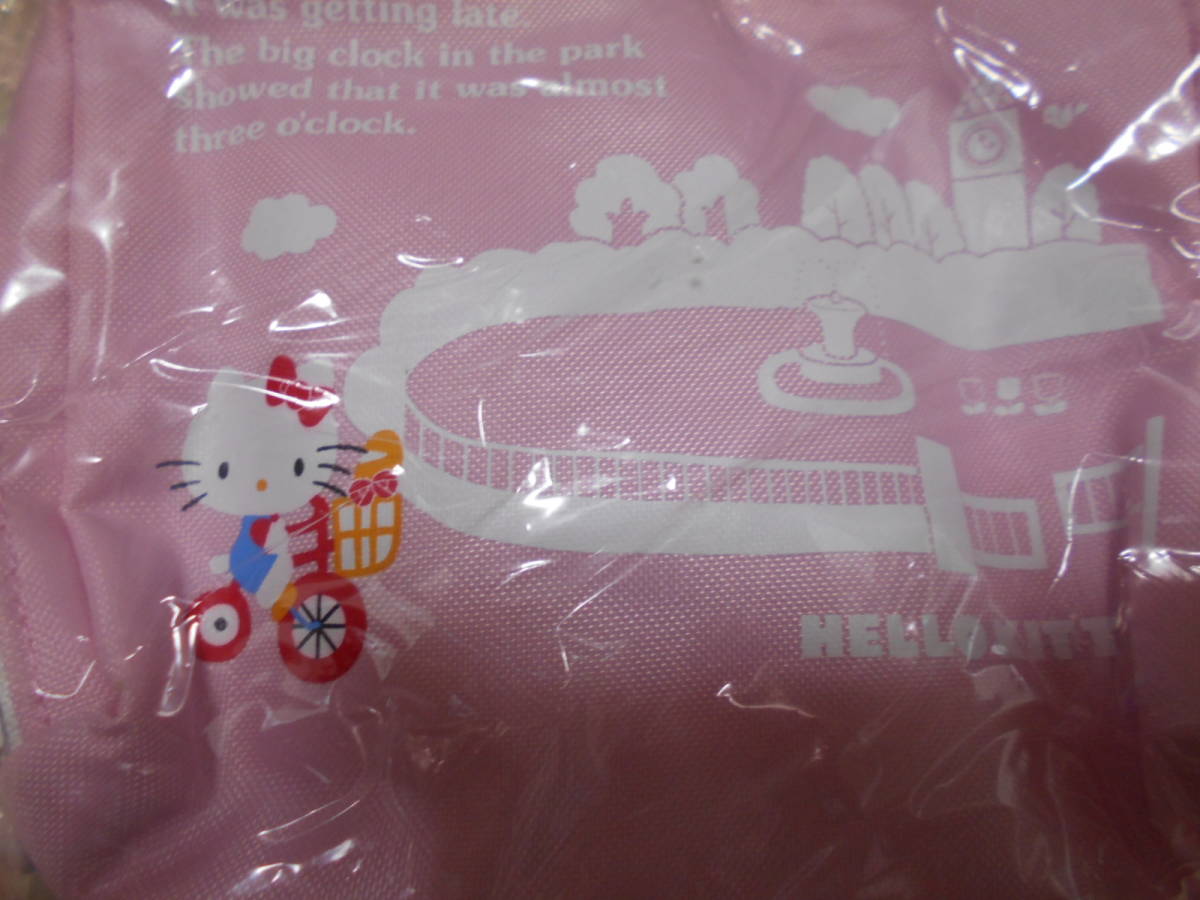 It was getting late.
The big clock in the park
showed that it was almost
three o'clock.
HELLO KITT